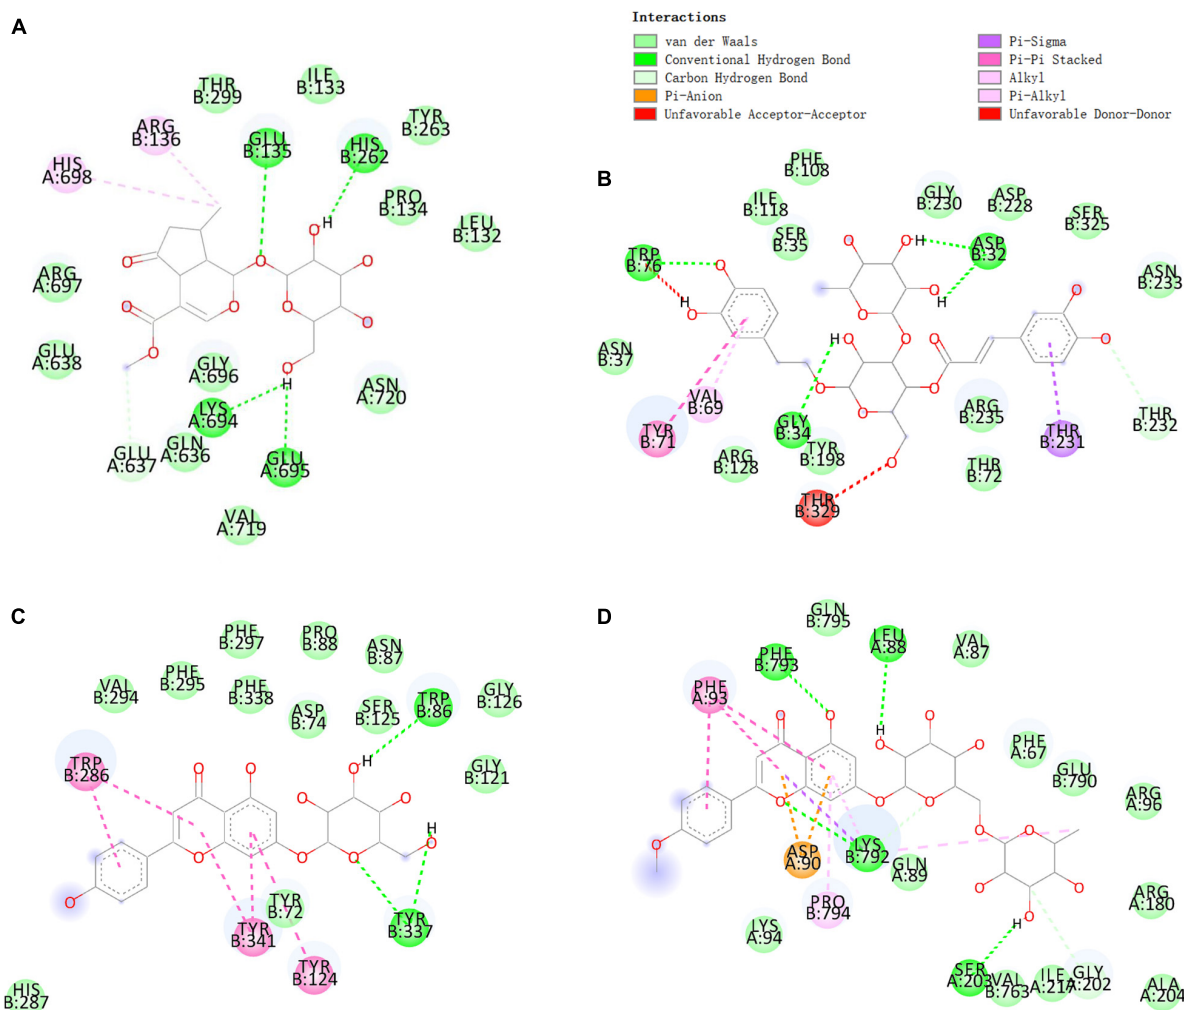 A
THR
B:299
ILE
B:133
ARG
B:136
GLU
B:135
HIS
B:262
TYR
B:263
HIS
A:698
PRO
B:134
LEU
B:132
H
O
O
O
O
O
O
O
O
O
O
H
ARG
A:697
GLU
A:638
GLY
A:696
ASN
A:720
LYS
A:694
GLU
A:637
GLN
A:636
GLU
A:695
VAL
A:719
Interactions
van der Waals
Conventional Hydrogen Bond
Carbon Hydrogen Bond
Pi-Anion
Unfavorable Acceptor-Acceptor
Pi-Sigma
Pi-Pi Stacked
Alkyl
Pi-Alkyl
Unfavorable Donor-Donor
B
PHE
B:108
ILE
B:118
SER
B:35
GLY
B:230
ASP
B:228
SER
B:325
TRP
B:76
ASP
B:32
ASN
B:233
O
O
H
O
H
O
O
H
O
H
O
O
O
H
O
O
O
O
O
O
O
ASN
B:37
VAL
B:69
TYR
B:71
GLY
B:34
ARG
B:128
TYR
B:198
ARG
B:235
THR
B:231
THR
B:232
THR
B:72
THR
B:329
C
PHE
B:297
PRO
B:88
ASN
B:87
VAL
B:294
PHE
B:295
PHE
B:338
ASP
B:74
SER
B:125
TRP
B:86
GLY
B:126
TRP
B:286
GLY
B:121
O
O
O
H
O
O
H
O
O
O
O
O
TYR
B:72
TYR
B:341
TYR
B:337
TYR
B:124
HIS
B:287
D
GLN
B:795
LEU
A:88
VAL
A:87
PHE
B:793
PHE
A:93
PHE
A:67
GLU
B:790
ARG
A:96
O
O
O
O
H
O
O
O
O
O
O
O
O
O
O
O
H
ASP
A:90
LYS
B:792
GLN
A:89
PRO
B:794
LYS
A:94
ARG
A:180
SER
A:203
VAL
B:763
ILE
A:217
GLY
A:202
ALA
A:204